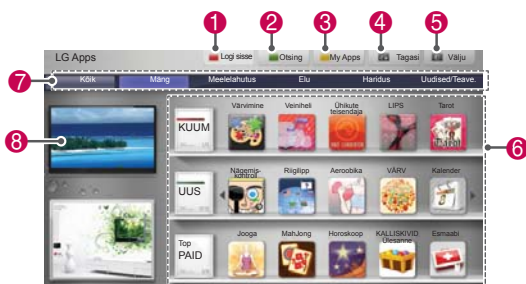 1 2 3 4 5
LG Apps Logi sisse Otsing My Apps Tagasi Välju
7 Kõik Mäng Meelelahutus Elu Haridus Uudised/Teave.
8
Värvimine Veiniheli Ühikute teisendaja LIPS Tarot
KUUM
6
Nägemis-kontroll Riigilipp Aeroobika VÄRV Kalender
UUS
Jooga MahJong Horoskoop KALLISKIVID Ülesanne Esmaabi
Top
PAID